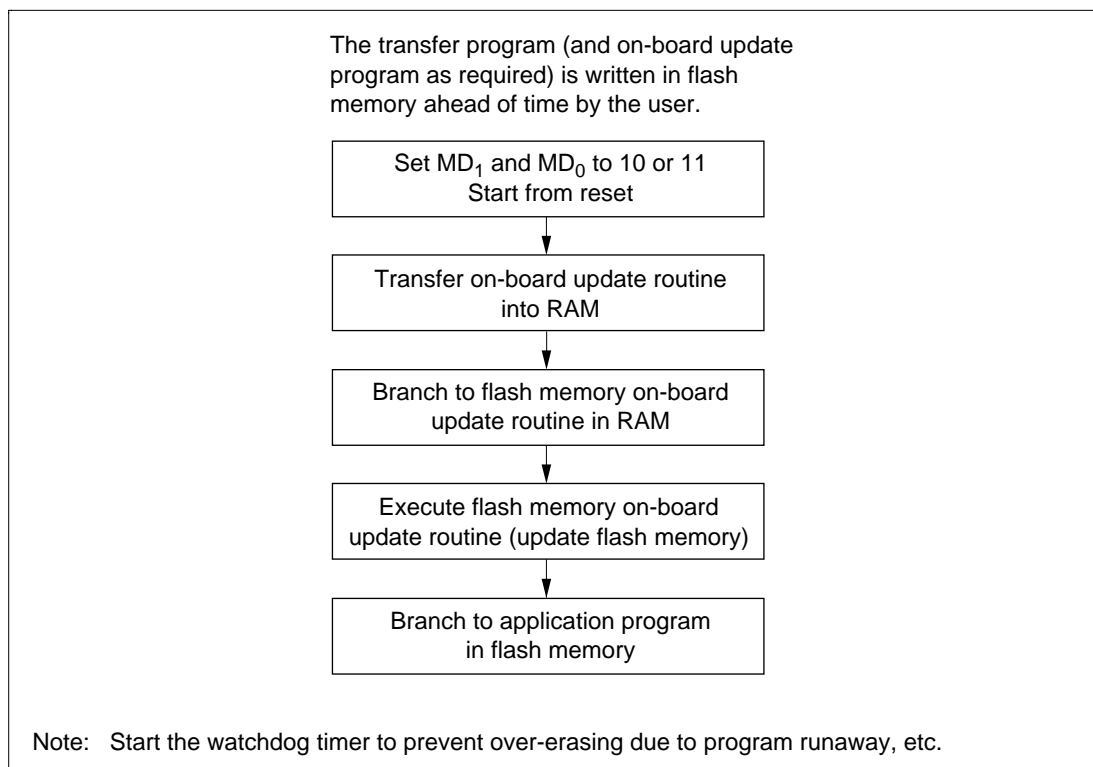 The transfer program (and on-board update
program as required) is written in flash
memory ahead of time by the user.
Set MD₁ and MD₀ to 10 or 11
Start from reset
Transfer on-board update routine
into RAM
Branch to flash memory on-board
update routine in RAM
Execute flash memory on-board
update routine (update flash memory)
Branch to application program
in flash memory
Note: Start the watchdog timer to prevent over-erasing due to program runaway, etc.